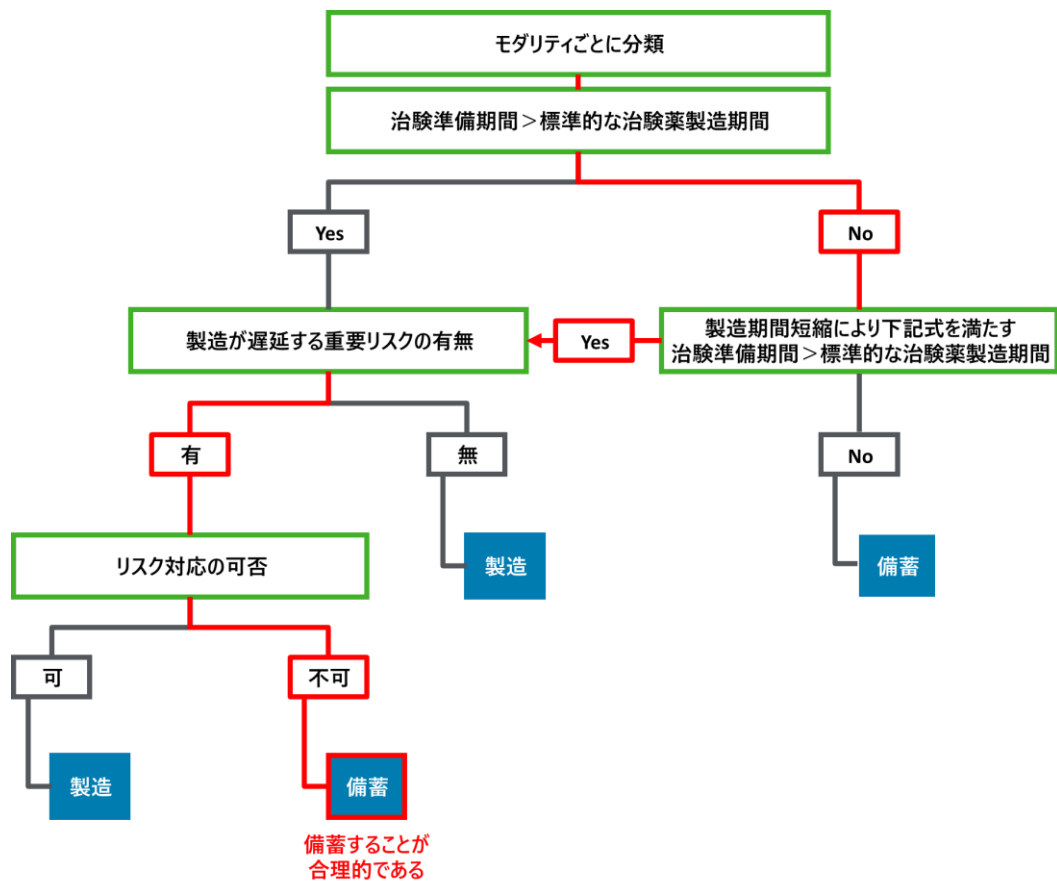 モダリティごとに分類
治験準備期間＞標準的な治験薬製造期間
Yes
No
製造が遅延する重要リスクの有無
Yes
製造期間短縮により下記式を満たす
治験準備期間＞標準的な治験薬製造期間
有
無
No
リスク対応の可否
製造
備蓄
可
不可
製造
備蓄
備蓄することが
合理的である